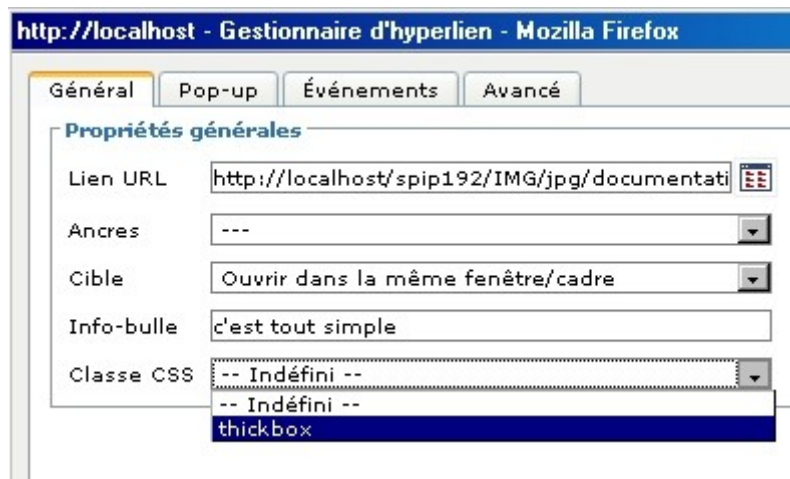 http://localhost - Gestionnaire d'hyperlien - Mozilla Firefox
Général Pop-up Événements Avancé
Propriétés générales
Lien URL http://localhost/spip192/IMG/jpg/documentati
Ancres ---
Cible Ouvrir dans la même fenêtre/cadre
Info-bulle c'est tout simple
Classe CSS -- Indéfini --
-- Indéfini --
thickbox